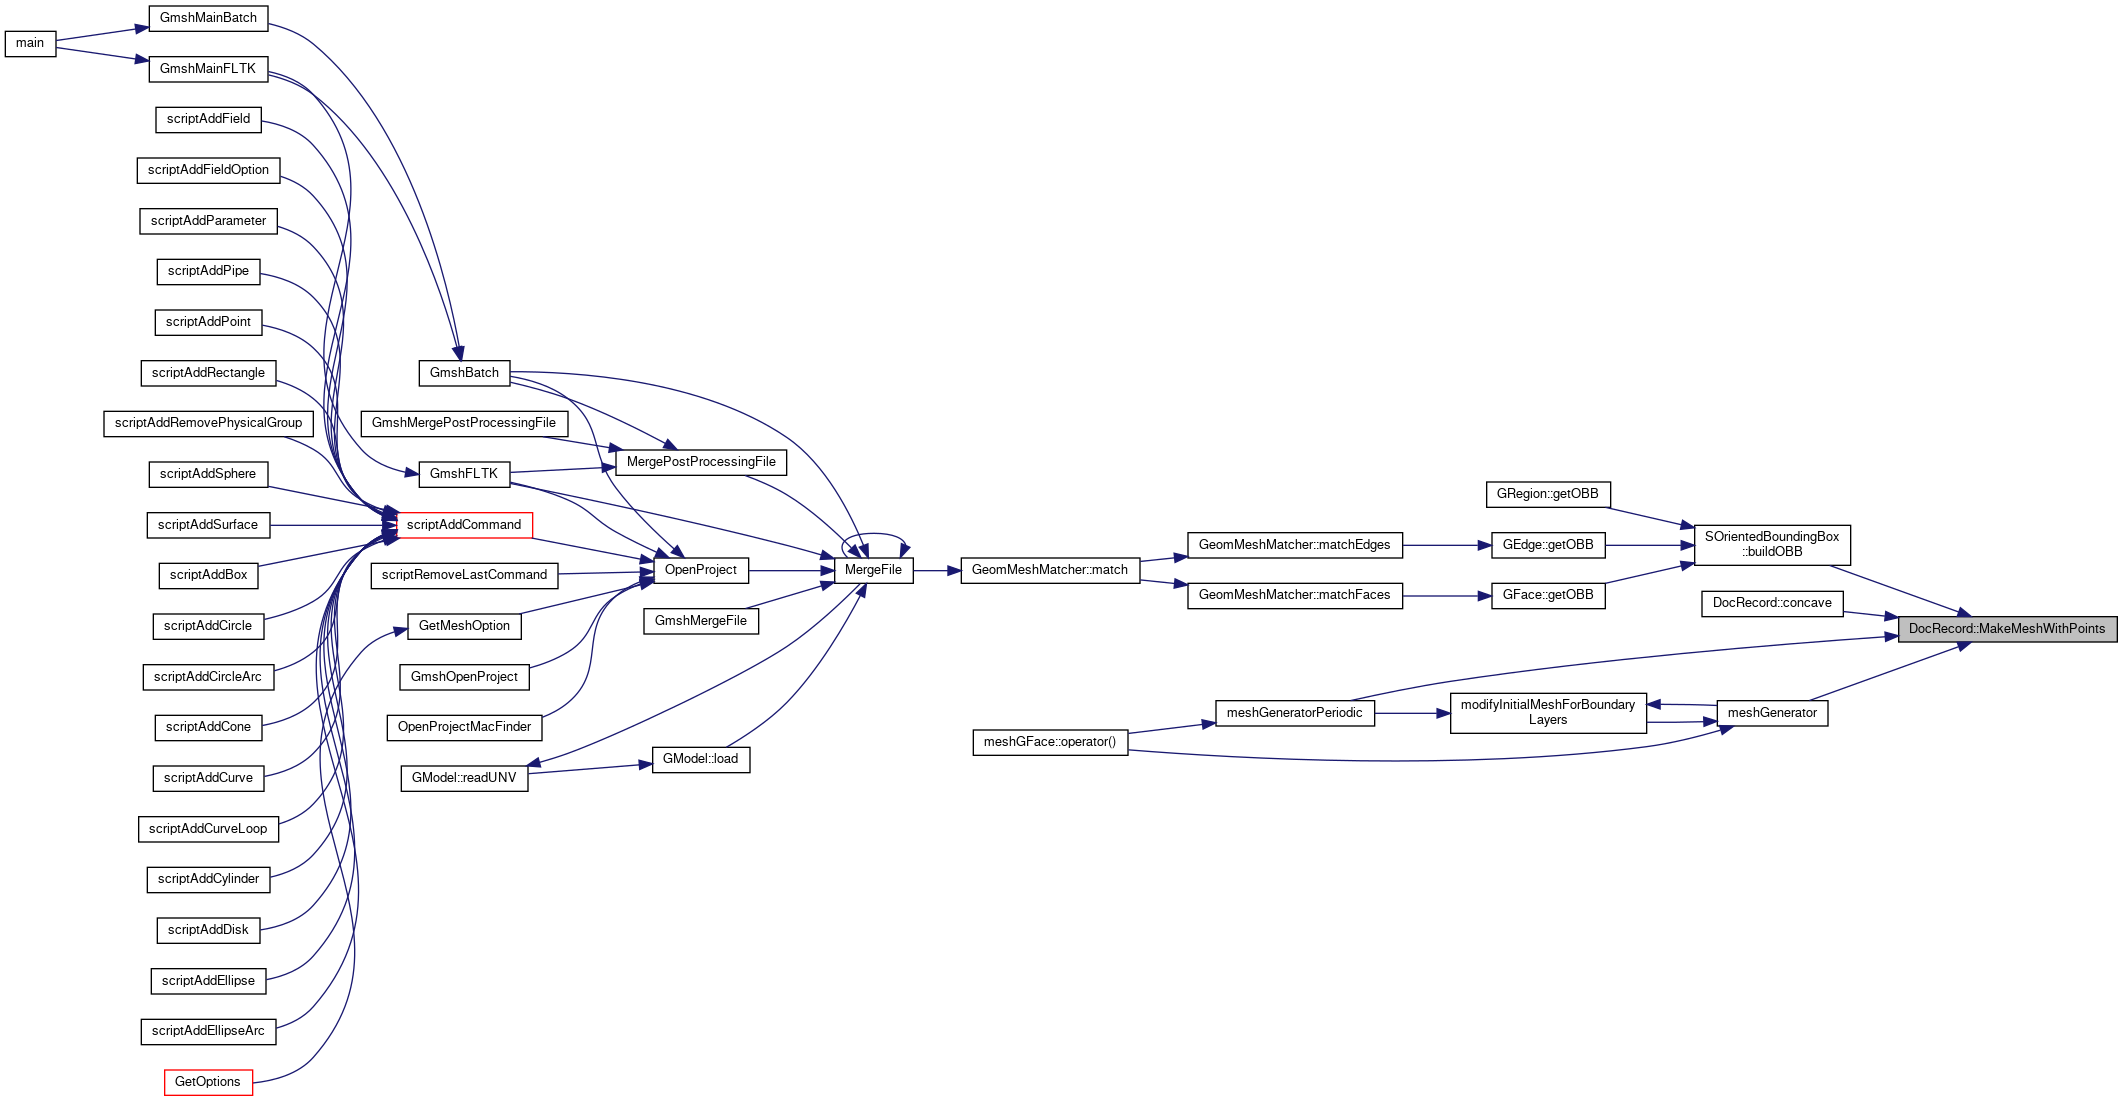 main
GmshMainBatch
GmshMainFLTK
scriptAddField
scriptAddFieldOption
scriptAddParameter
scriptAddPipe
scriptAddPoint
scriptAddRectangle
scriptAddRemovePhysicalGroup
scriptAddSphere
scriptAddSurface
scriptAddBox
scriptAddCircle
scriptAddCircleArc
scriptAddCone
scriptAddCurve
scriptAddCurveLoop
scriptAddCylinder
scriptAddDisk
scriptAddEllipse
scriptAddEllipseArc
GetOptions
GmshBatch
GmshMergePostProcessingFile
GmshFLTK
scriptAddCommand
scriptRemoveLastCommand
GetMeshOption
GmshOpenProject
OpenProjectMacFinder
GModel::readUNV
MergePostProcessingFile
OpenProject
GmshMergeFile
GModel::load
MergeFile
GeomMeshMatcher::match
meshGFace::operator()
GeomMeshMatcher::matchEdges
GeomMeshMatcher::matchFaces
meshGeneratorPeriodic
GRegion::getOBB
GEdge::getOBB
GFace::getOBB
modifyInitialMeshForBoundary
Layers
SOrientedBoundingBox
::buildOBB
DocRecord::concave
meshGenerator
DocRecord::MakeMeshWithPoints